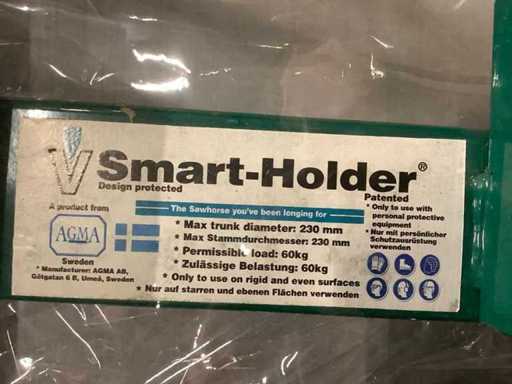 Smart-Holder®
Design protected
Patented
A product from
AGMA
Sweden
* Manufacturer: AGMA AB,
Götgatan 6 B, Umeå, Sweden
The Sawhorse you've been longing for
* Max trunk diameter: 230 mm
* Max Stammdurchmesser: 230 mm
* Permissible load: 60kg
* Zulässige Belastung: 60kg
* Only to use on rigid and even surfaces
* Nur auf starren und ebenen Flächen verwenden
* Only to use with
personal protective
equipment
* Nur mit persönlicher
Schutzausrüstung
verwenden